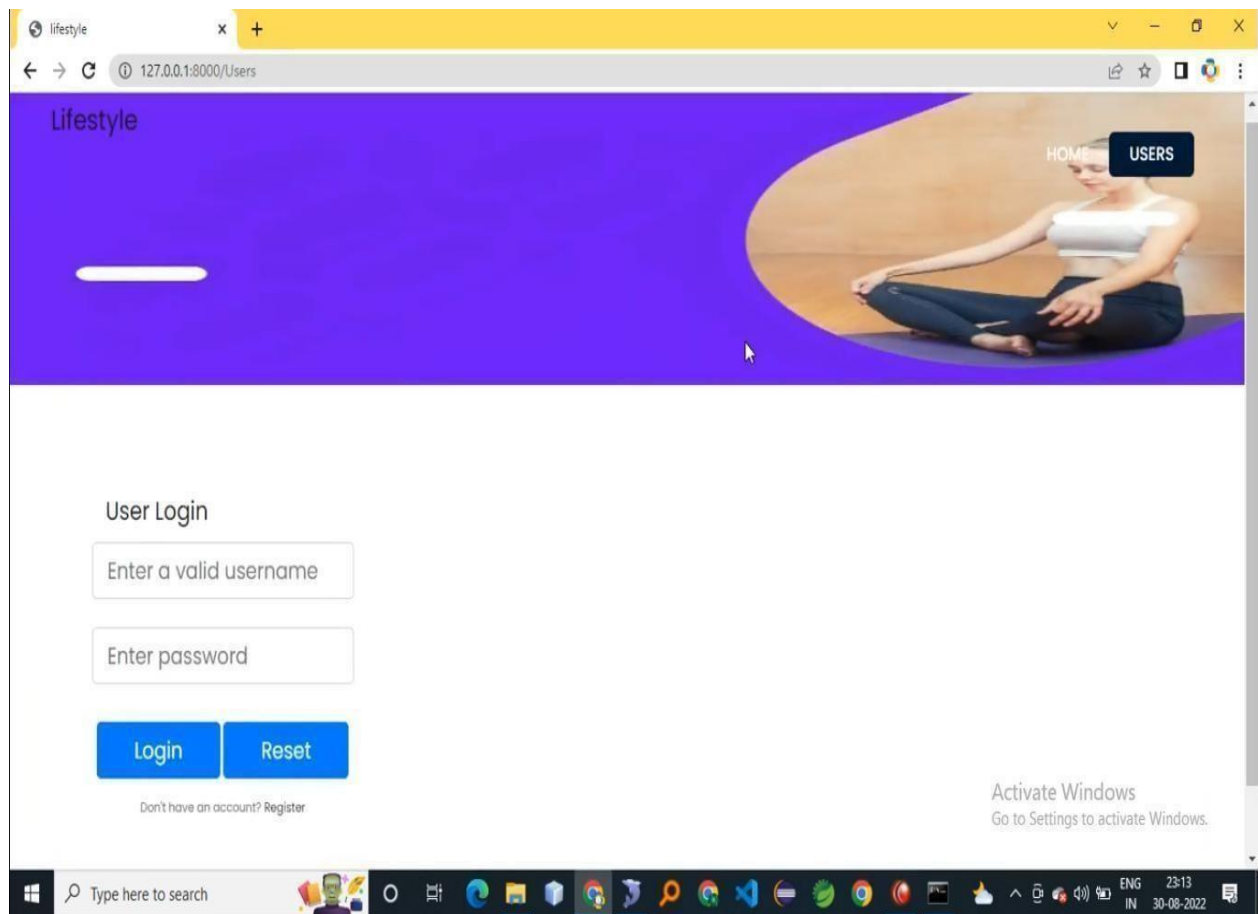 lifestyle
127.0.0.1:8000/Users
Lifestyle
HOME USERS
User Login
Enter a valid username
Enter password
Login Reset
Don't have an account? Register
Activate Windows
Go to Settings to activate Windows.
Type here to search
ENG 23:13
IN 30-08-2022